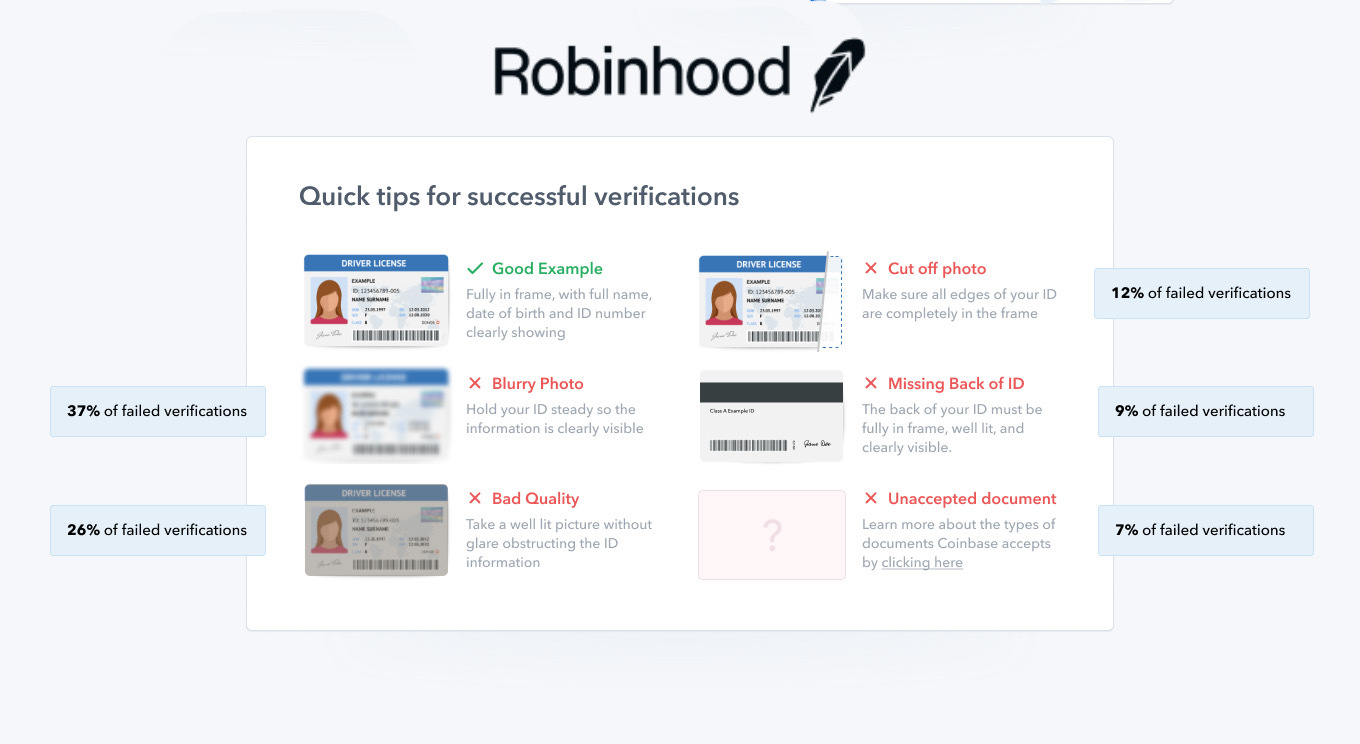 Robinhood
Quick tips for successful verifications
DRIVER LICENSE
EXAMPLE
ID: 123456789-005
NAME SURNAME
Good Example
Fully in frame, with full name,
date of birth and ID number
clearly showing
DRIVER LICENSE
EXAMPLE
ID: 123456789-005
NAME SURNAME
Cut off photo
Make sure all edges of your ID
are completely in the frame
12% of failed verifications
37% of failed verifications
Blurry Photo
Hold your ID steady so the
information is clearly visible
Class A Example ID
Missing Back of ID
The back of your ID must be
fully in frame, well lit, and
clearly visible.
9% of failed verifications
26% of failed verifications
DRIVER LICENSE
EXAMPLE
ID: 123456789-005
NAME SURNAME
Bad Quality
Take a well lit picture without
glare obstructing the ID
information
?
Unaccepted document
Learn more about the types of
documents Coinbase accepts
by clicking here
7% of failed verifications